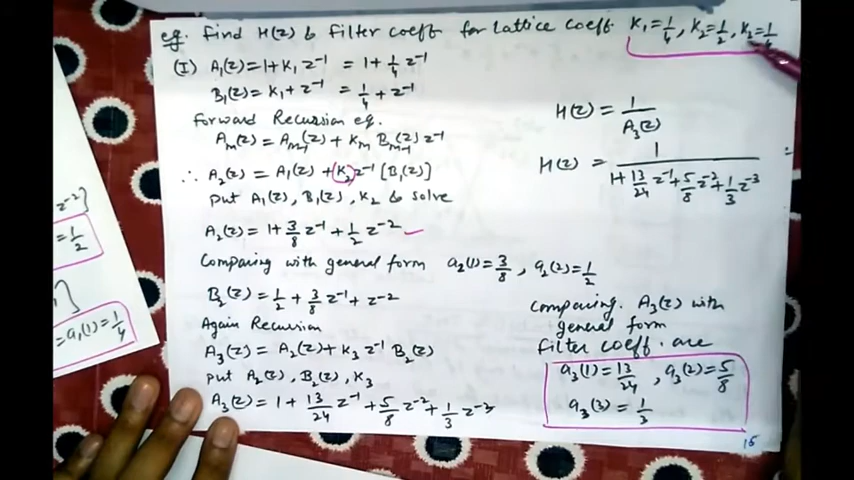 eg. Find H(z) & Filter coeff for lattice coeff K₁=1/4, K₂=1/2, K₂=1/4
(I) A₁(z)=1+K₁z⁻¹ = 1+1/4 z⁻¹
B₁(z)=K₁+z⁻¹ = 1/4+z⁻¹
Forward Recursion eq.
Aₘ(z)=Aₘ₋₁(z)+Kₘ Bₘ₋₁(z)z⁻¹
∴ A₂(z) = A₁(z)+K₂z⁻¹[B₁(z)]
Put A₁(z), B₁(z), K₂ & solve
A₂(z)=1+3/8 z⁻¹+1/2 z⁻²
Comparing with general form a₂(1)=3/8, a₂(2)=1/2
B₂(z)=1/2+3/8 z⁻¹+z⁻²
Again Recursion
A₃(z)=A₂(z)+K₃z⁻¹ B₂(z)
Put A₂(z), B₂(z), K₃
A₃(z)=1+13/24 z⁻¹+5/8 z⁻²+1/3 z⁻³
H(z)=1/A₃(z)
H(z)=1/(1+13/24 z⁻¹+5/8 z⁻²+1/3 z⁻³)
Comparing. A₃(z) with
general form
filter coeff. are
a₃(1)=13/24, a₃(2)=5/8
a₃(3)=1/3
z⁻²]
=1/2
]
=a₁(1)=1/4